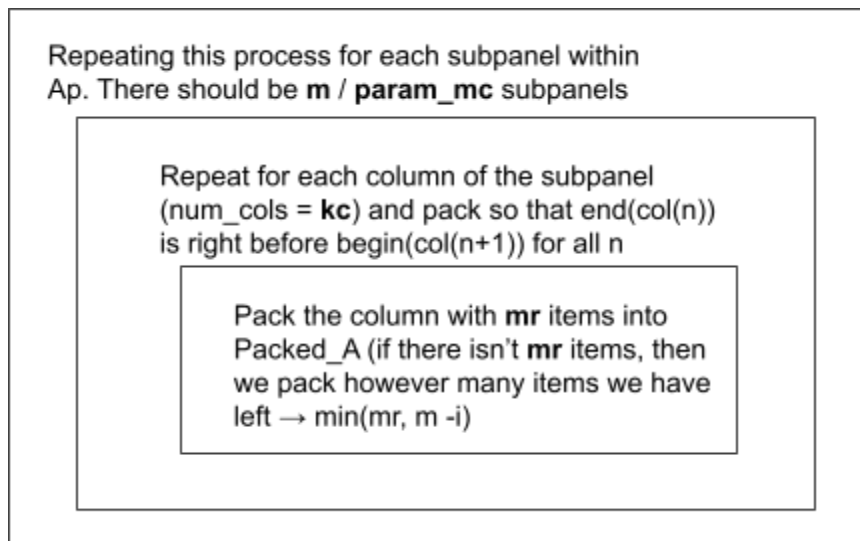 Repeating this process for each subpanel within
Ap. There should be m / param_mc subpanels
Repeat for each column of the subpanel
(num_cols = kc) and pack so that end(col(n))
is right before begin(col(n+1)) for all n
Pack the column with mr items into
Packed_A (if there isn't mr items, then
we pack however many items we have
left → min(mr, m -i)